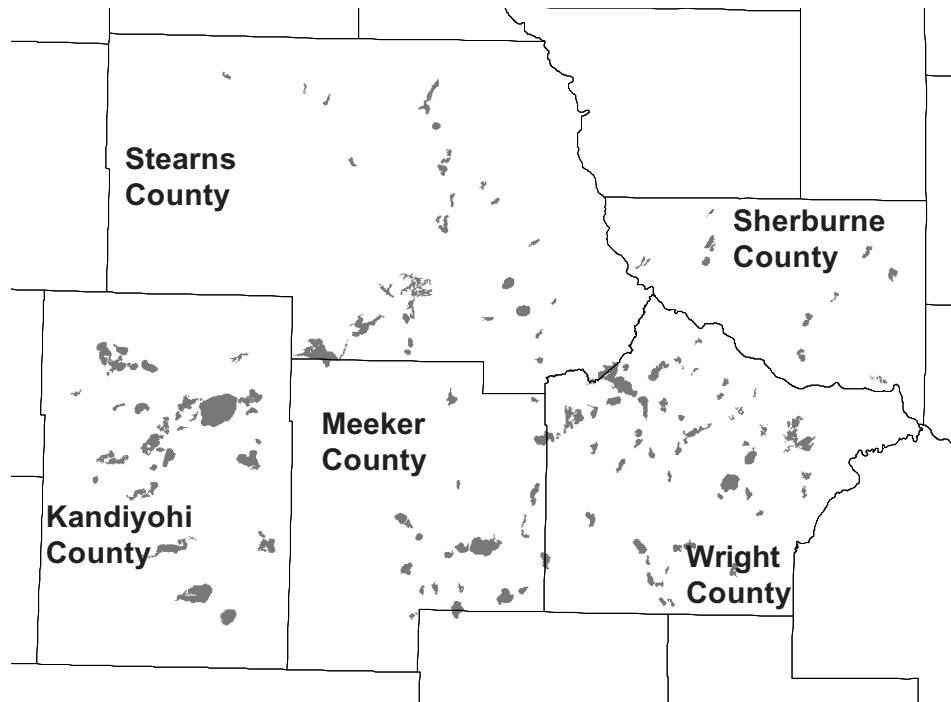 Stearns
County
Sherburne
County
Meeker
County
Kandiyohi
County
Wright
County